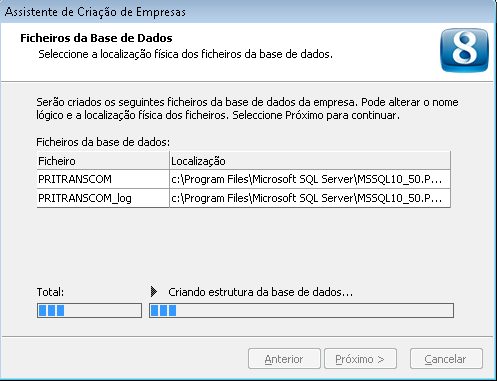 Assistente de Criação de Empresas
Ficheiros da Base de Dados
Seleccione a localização física dos ficheiros da base de dados.
8
Serão criados os seguintes ficheiros da base de dados da empresa. Pode alterar o nome
lógico e a localização física dos ficheiros. Seleccione Próximo para continuar.
Ficheiros da base de dados:
Ficheiro Localização
PRITRANSCOM c:\Program Files\Microsoft SQL Server\MSSQL10_50.P...
PRITRANSCOM_log c:\Program Files\Microsoft SQL Server\MSSQL10_50.P...
Total: Criando estrutura da base de dados...
Anterior Próximo > Cancelar